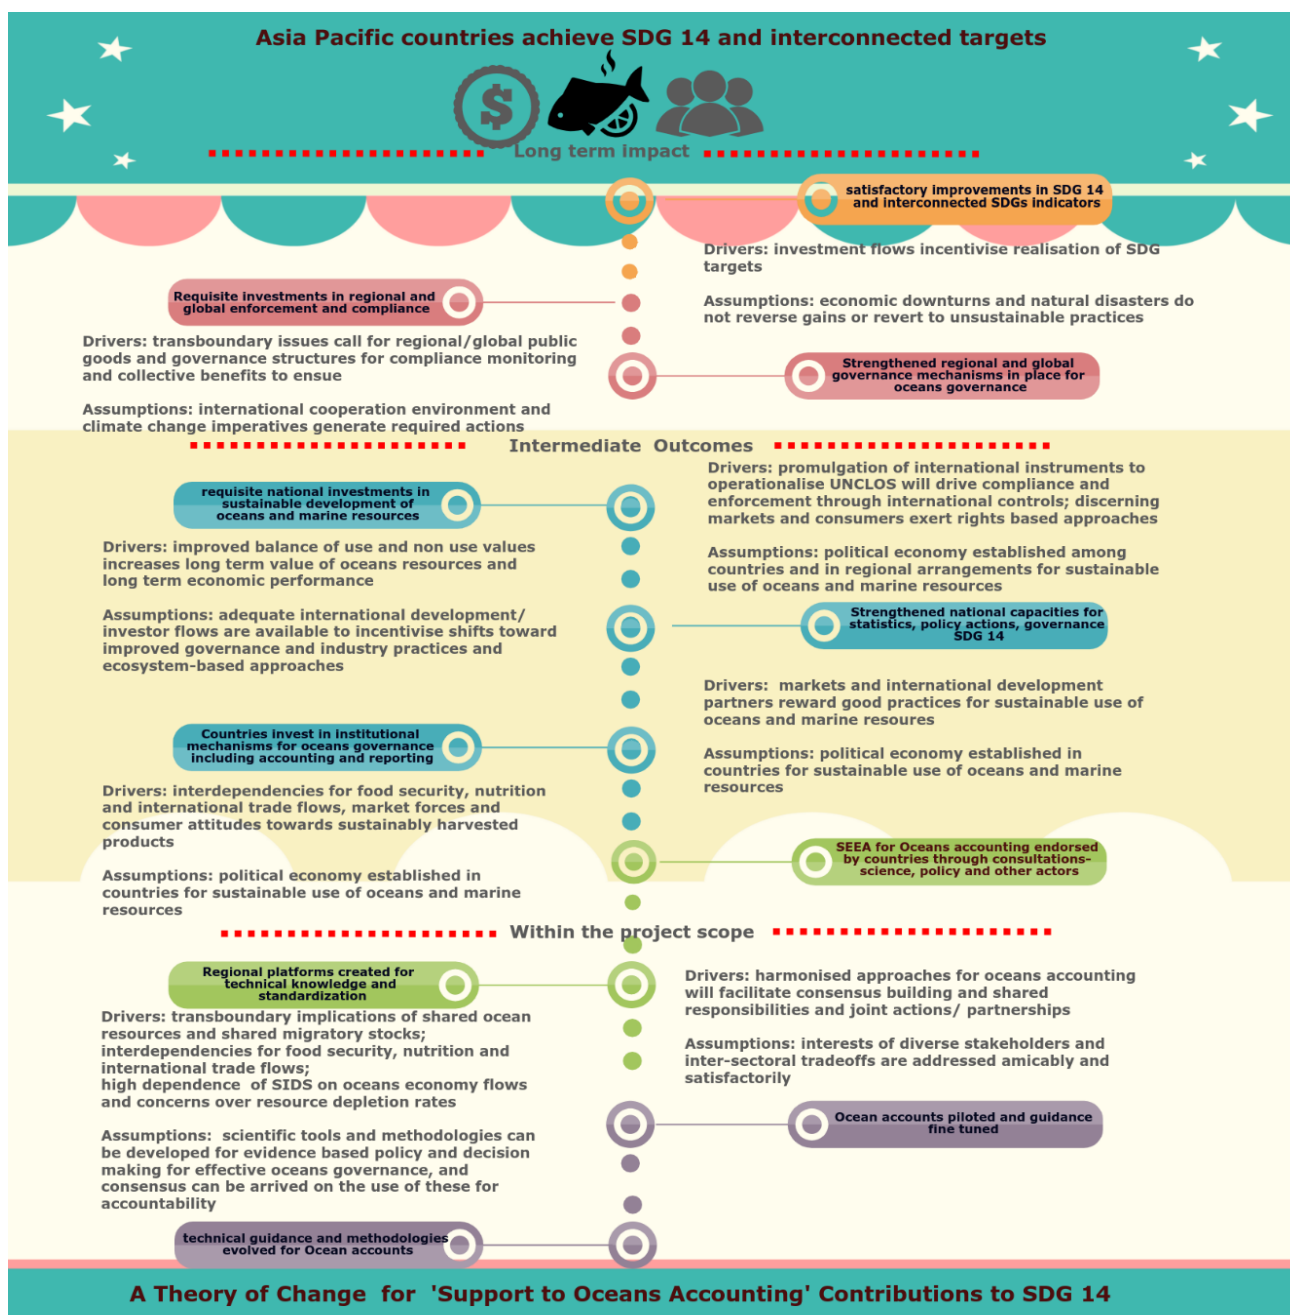 Asia Pacific countries achieve SDG 14 and interconnected targets
$
Long term impact
satisfactory improvements in SDG 14
and interconnected SDGs indicators
Drivers: investment flows incentivise realisation of SDG
targets
Assumptions: economic downturns and natural disasters do
not reverse gains or revert to unsustainable practices
Requisite investments in regional and
global enforcement and compliance
Drivers: transboundary issues call for regional/global public
goods and governance structures for compliance monitoring
and collective benefits to ensue
Assumptions: international cooperation environment and
climate change imperatives generate required actions
Strengthened regional and global
governance mechanisms in place for
oceans governance
Intermediate Outcomes
Drivers: promulgation of international instruments to
operationalise UNCLOS will drive compliance and
enforcement through international controls; discerning
markets and consumers exert rights based approaches
Assumptions: political economy established among
countries and in regional arrangements for sustainable
use of oceans and marine resources
requisite national investments in
sustainable development of
oceans and marine resources
Drivers: improved balance of use and non use values
increases long term value of oceans resources and
long term economic performance
Assumptions: adequate international development/
investor flows are available to incentivise shifts toward
improved governance and industry practices and
ecosystem-based approaches
Strengthened national capacities for
statistics, policy actions, governance
SDG 14
Drivers:  markets and international development
partners reward good practices for sustainable use of
oceans and marine resoures
Assumptions: political economy established in
countries for sustainable use of oceans and marine
resources
Countries invest in institutional
mechanisms for oceans governance
including accounting and reporting
Drivers: interdependencies for food security, nutrition
and international trade flows, market forces and
consumer attitudes towards sustainably harvested
products
Assumptions: political economy established in
countries for sustainable use of oceans and marine
resources
SEEA for Oceans accounting endorsed
by countries through consultations-
science, policy and other actors
Within the project scope
Drivers: harmonised approaches for oceans accounting
will facilitate consensus building and shared
responsibilities and joint actions/ partnerships
Assumptions: interests of diverse stakeholders and
inter-sectoral tradeoffs are addressed amicably and
satisfactorily
Regional platforms created for
technical knowledge and
standardization
Drivers: transboundary implications of shared ocean
resources and shared migratory stocks;
interdependencies for food security, nutrition and
international trade flows;
high dependence  of SIDS on oceans economy flows
and concerns over resource depletion rates
Assumptions:  scientific tools and methodologies can
be developed for evidence based policy and decision
making for effective oceans governance, and
consensus can be arrived on the use of these for
accountability
Ocean accounts piloted and guidance
fine tuned
technical guidance and methodologies
evolved for Ocean accounts
A Theory of Change  for  'Support to Oceans Accounting' Contributions to SDG 14